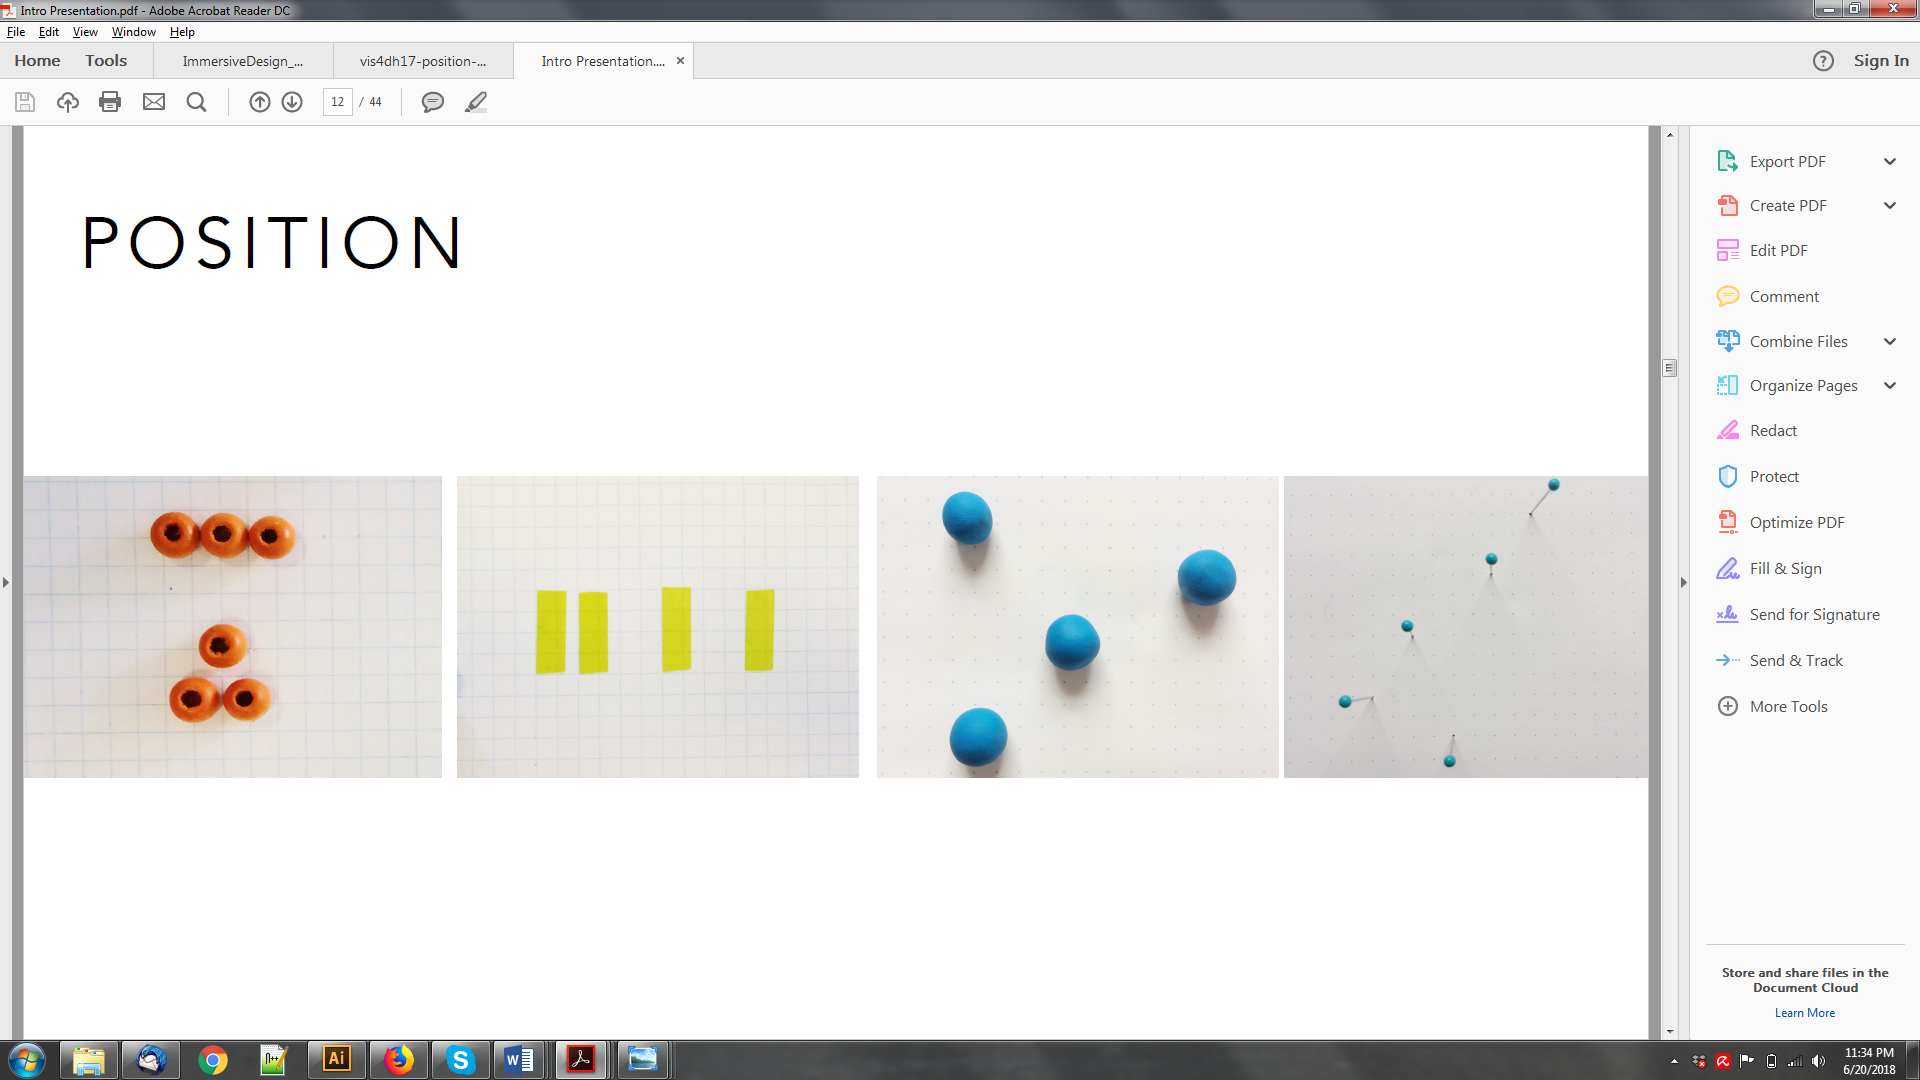 Intro Presentation.pdf - Adobe Acrobat Reader DC
File Edit View Window Help
Home Tools ImmersiveDesign_... vis4dh17-position-... Intro Presentation.... ×
? Sign In
12 / 44
POSITION
Export PDF
Create PDF
Edit PDF
Comment
Combine Files
Organize Pages
Redact
Protect
Optimize PDF
Fill & Sign
Send for Signature
Send & Track
More Tools
Store and share files in the
Document Cloud
Learn More
Ai
S
W
11:34 PM
6/20/2018